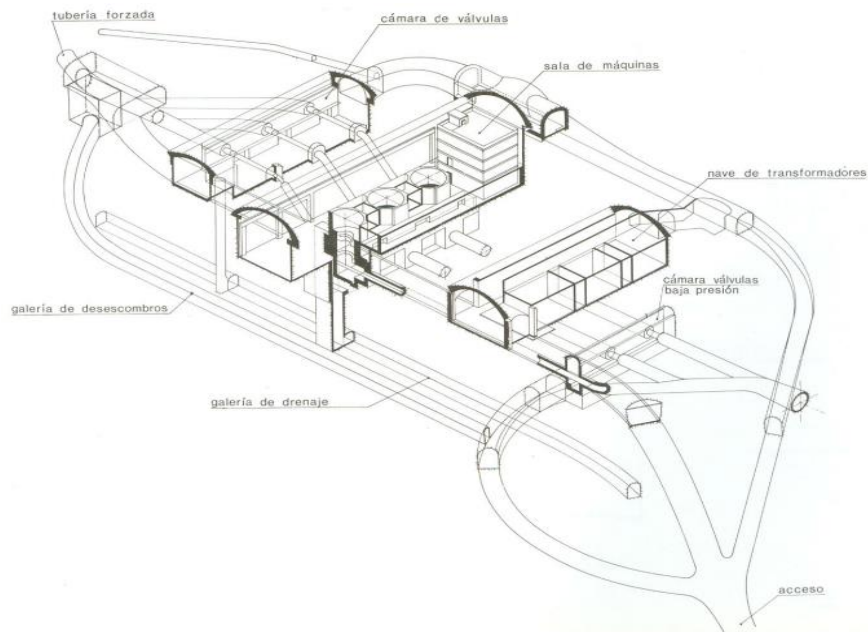 tubería forzada
cámara de válvulas
sala de máquinas
nave de transformadores
cámara válvulas
baja presión
galería de desescombros
galería de drenaje
acceso